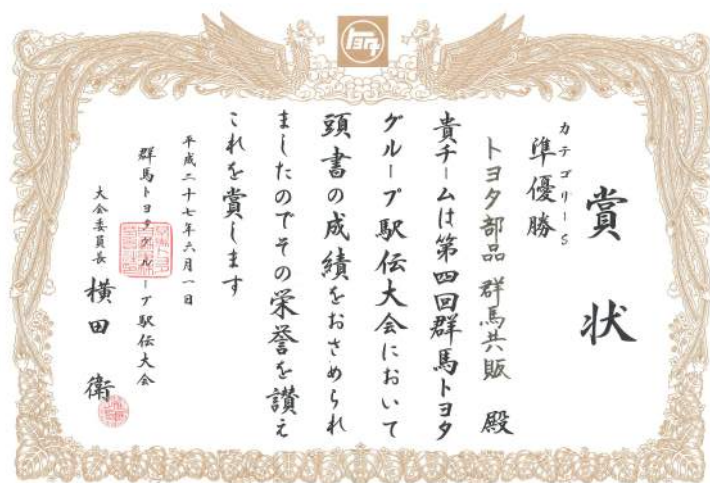 トヨタ
賞状
カテゴリーS
準優勝
トヨタ部品 群馬共販 殿
貴チームは第四回群馬トヨタ
グループ駅伝大会において
頭書の成績をおさめられ
ましたのでその栄誉を讃え
これを賞します
平成二十七年六月一日
群馬トヨタグループ駅伝大会
大会委員長 横田 衛